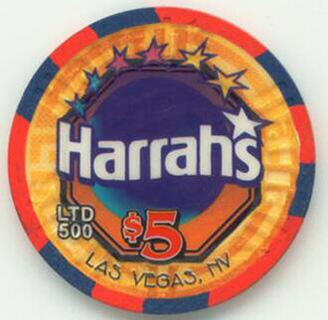 Harrah's
LTD
500
$5
LAS VEGAS, NV